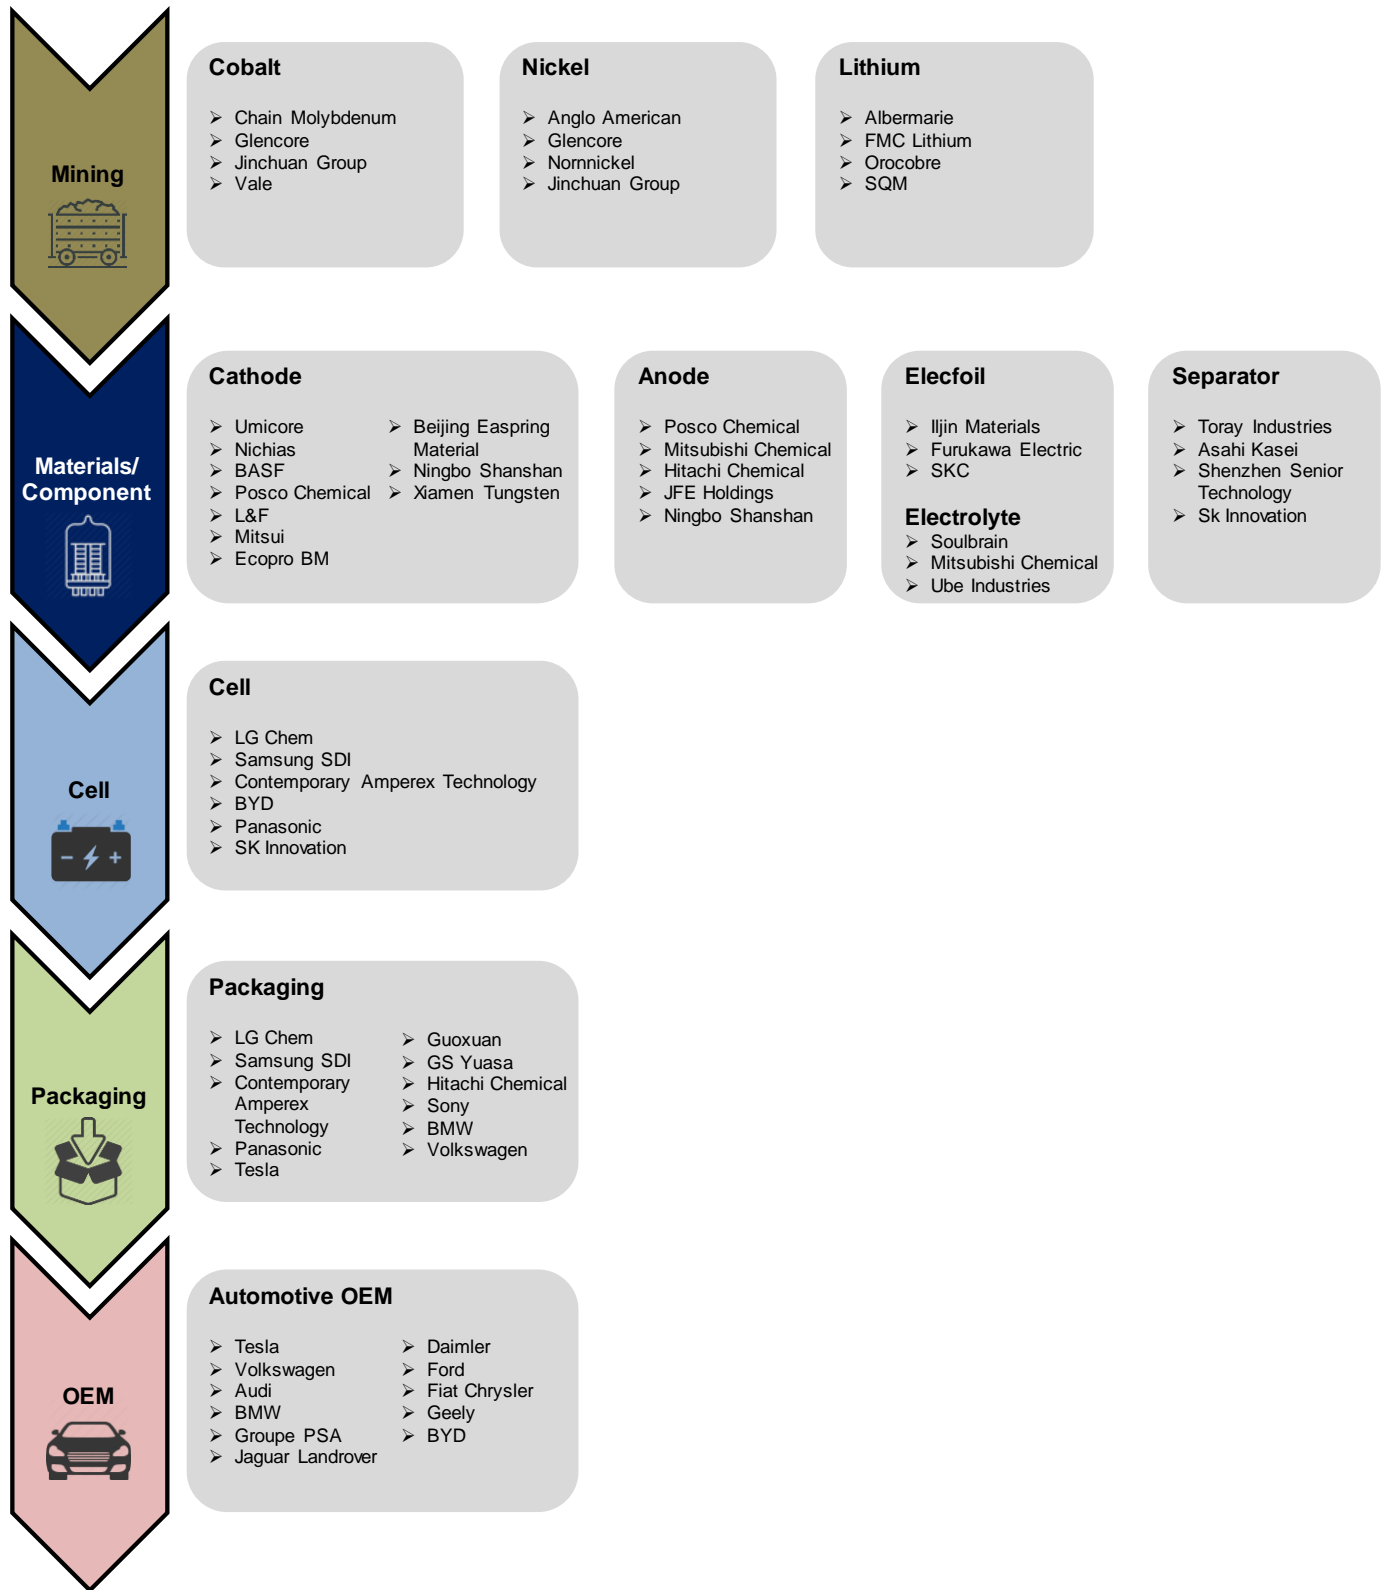 Mining
Cobalt
Chain Molybdenum
Glencore
Jinchuan Group
Vale
Nickel
Anglo American
Glencore
Nornnickel
Jinchuan Group
Lithium
Albermarie
FMC Lithium
Orocobre
SQM
Materials/
Component
Cathode
Umicore
Nichias
BASF
Posco Chemical
L&F
Mitsui
Ecopro BM
Beijing Easpring
Material
Ningbo Shanshan
Xiamen Tungsten
Anode
Posco Chemical
Mitsubishi Chemical
Hitachi Chemical
JFE Holdings
Ningbo Shanshan
Elecfoil
Iljin Materials
Furukawa Electric
SKC
Electrolyte
Soulbrain
Mitsubishi Chemical
Ube Industries
Separator
Toray Industries
Asahi Kasei
Shenzhen Senior
Technology
Sk Innovation
Cell
Cell
LG Chem
Samsung SDI
Contemporary Amperex Technology
BYD
Panasonic
SK Innovation
Packaging
Packaging
LG Chem
Samsung SDI
Contemporary
Amperex
Technology
Panasonic
Tesla
Guoxuan
GS Yuasa
Hitachi Chemical
Sony
BMW
Volkswagen
OEM
Automotive OEM
Tesla
Volkswagen
Audi
BMW
Groupe PSA
Jaguar Landrover
Daimler
Ford
Fiat Chrysler
Geely
BYD